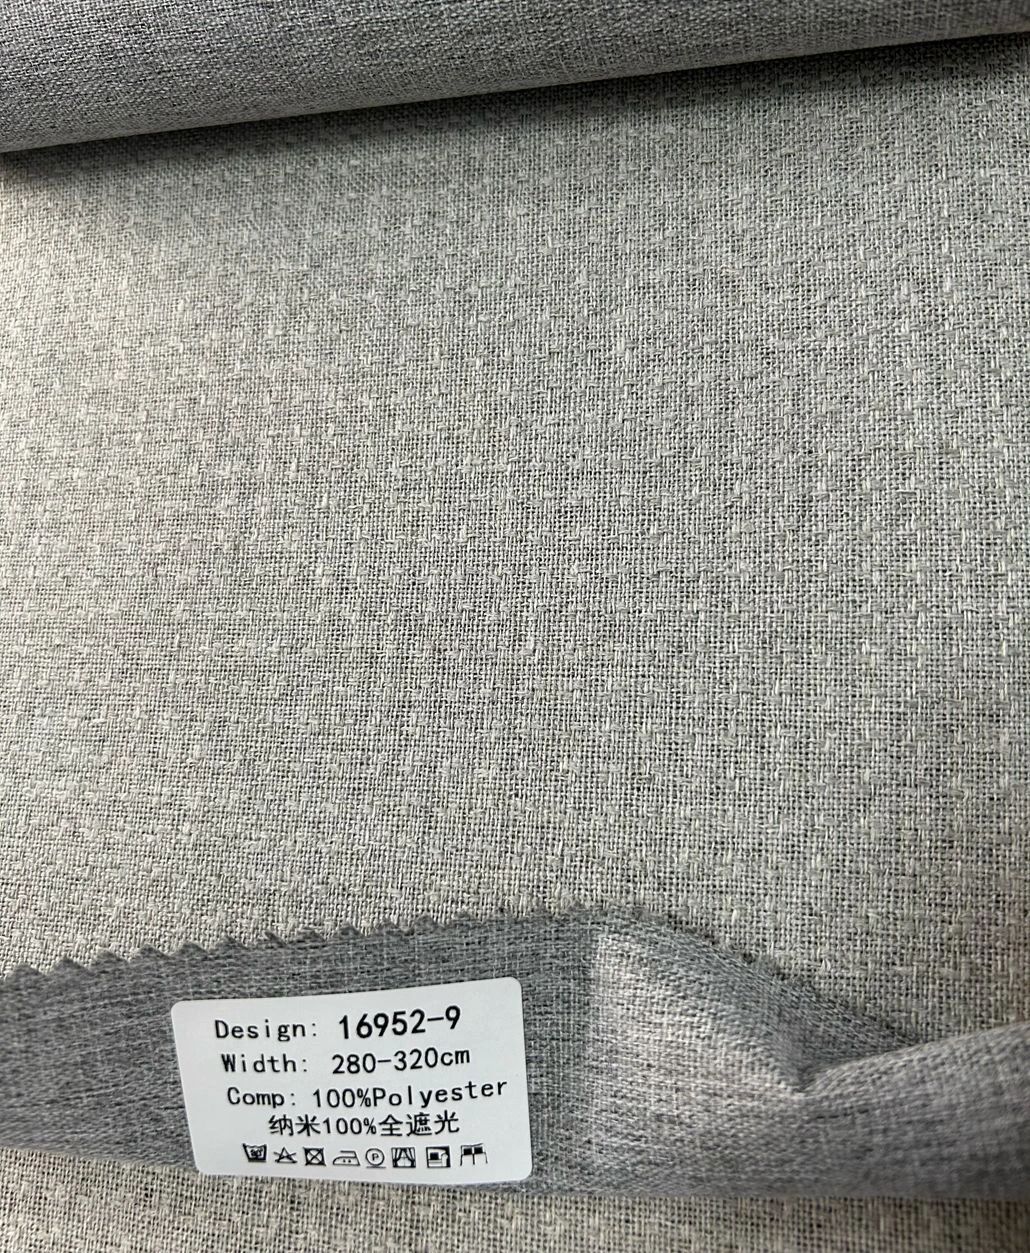 Design: 16952-9
Width: 280-320cm
Comp: 100%Polyester
纳米100%全遮光